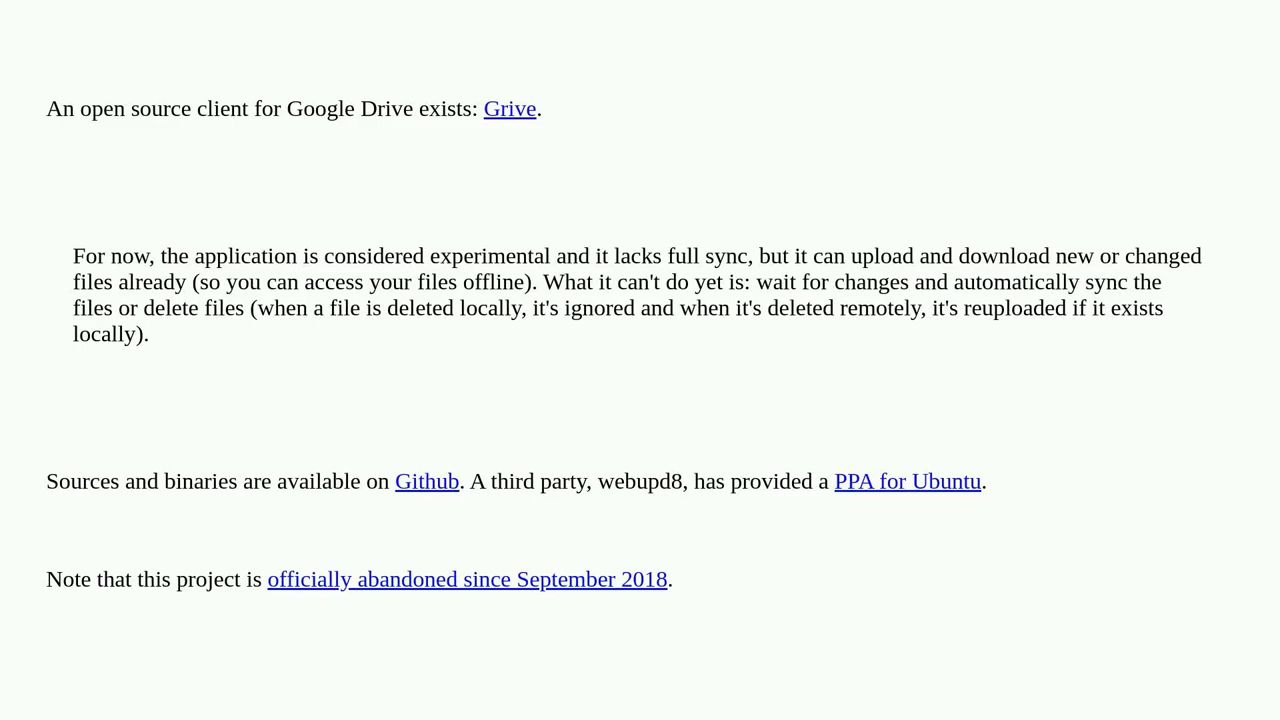 An open source client for Google Drive exists: Grive.
For now, the application is considered experimental and it lacks full sync, but it can upload and download new or changed
files already (so you can access your files offline). What it can't do yet is: wait for changes and automatically sync the
files or delete files (when a file is deleted locally, it's ignored and when it's deleted remotely, it's reuploaded if it exists
locally).
Sources and binaries are available on Github. A third party, webupd8, has provided a PPA for Ubuntu.
Note that this project is officially abandoned since September 2018.